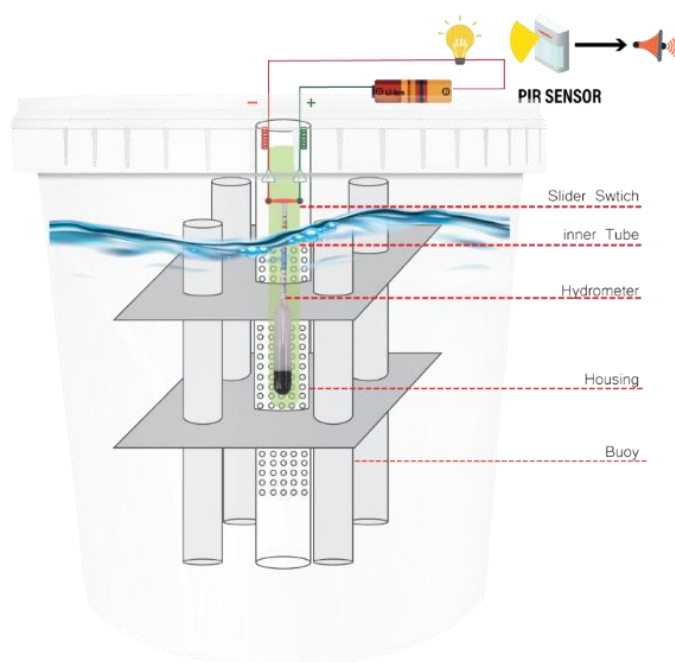 PIR SENSOR
− +
Slider Swtich
inner Tube
Hydrometer
Housing
Buoy